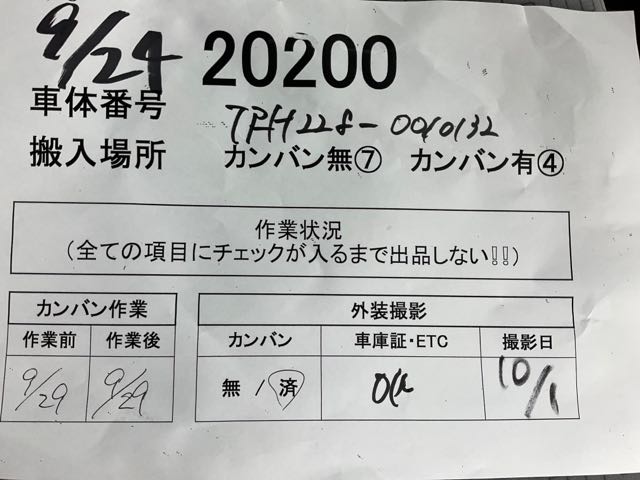 9/24 20200
車体番号 TPH228-0010132
搬入場所 カンバン無⑦ カンバン有④
作業状況
(全ての項目にチェックが入るまで出品しない!!)
カンバン作業 外装撮影
作業前 作業後 カンバン 車庫証・ETC 撮影日
9/29 9/29 無 / 済 OK 10/1